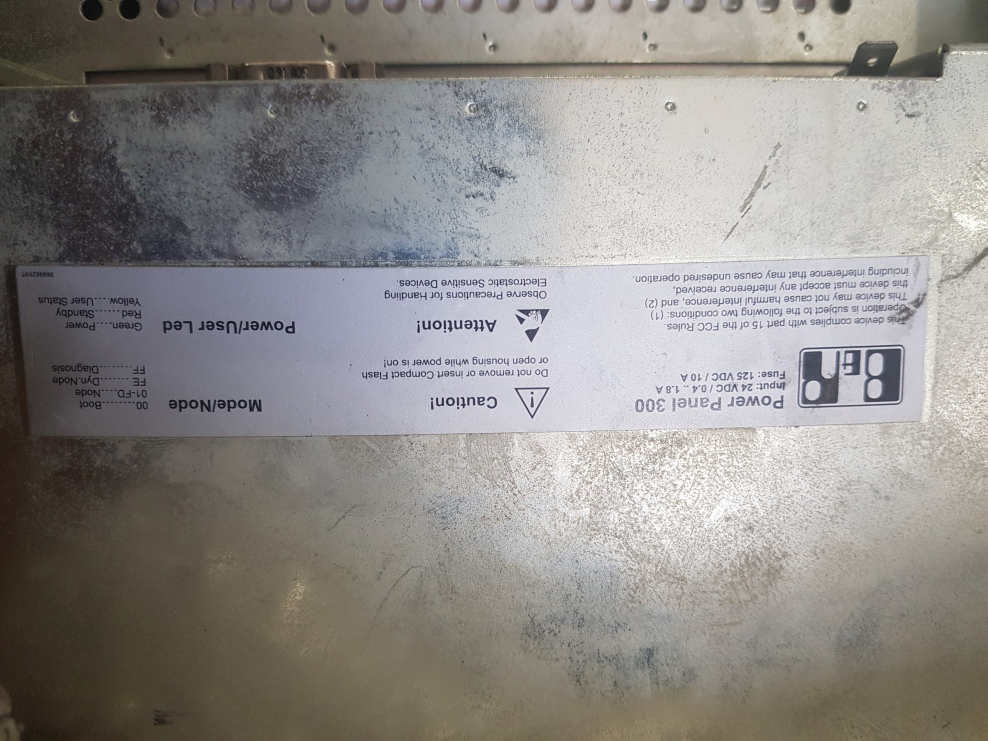 Power Panel 300
Input: 24 VDC / 0.4 .. 1.8 A
Fuse: 125 VDC / 10 A
This device complies with part 15 of the FCC Rules
Operation is subject to the following two conditions: (1)
This device may not cause harmful interference, and (2)
this device must accept any interference received,
including interference that may cause undesired operation.
Caution!
Do not remove or insert Compact Flash
or open housing while power is on!
Attention!
Observe Precautions for Handling
Electrostatic Sensitive Devices.
Mode/Node
00........Boot
01-FD....Node
FE ......Dyn.Node
FF........Diagnosis
Power/User Led
Green....Power
Red.......Standby
Yellow....User Status